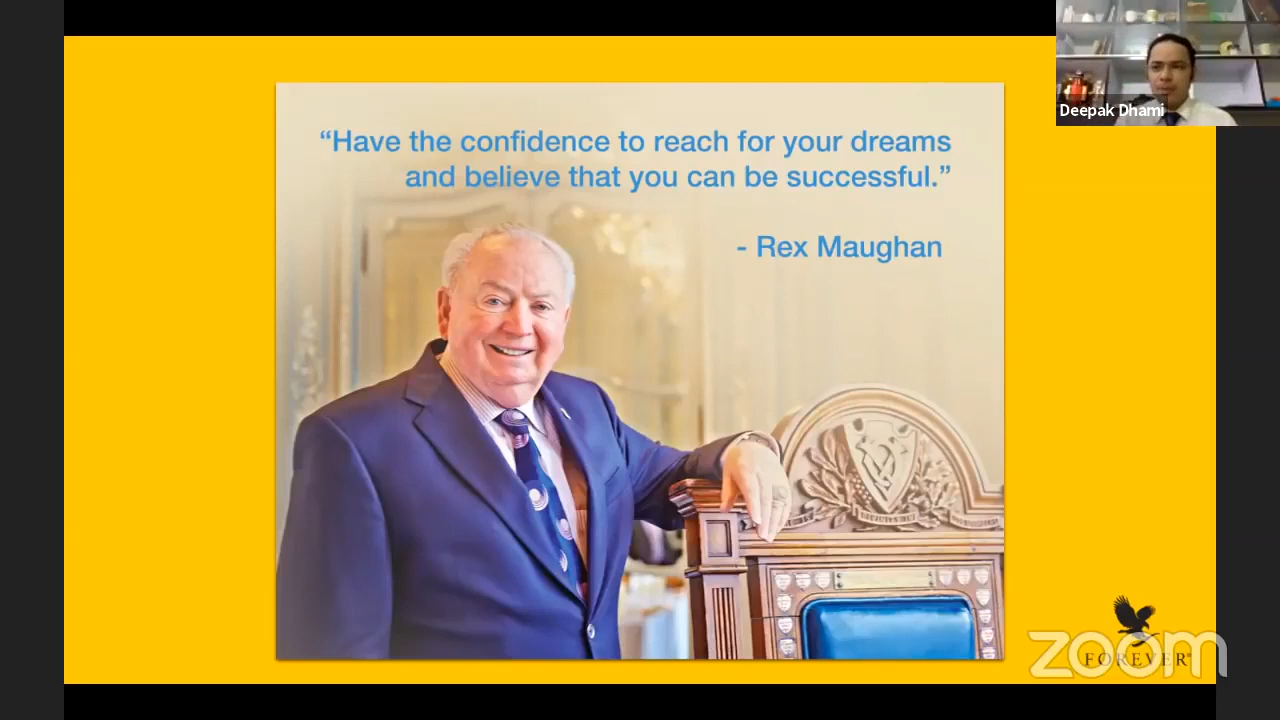 “Have the confidence to reach for your dreams
and believe that you can be successful.”
- Rex Maughan
Deepak Dhami
FOREVER
zoom